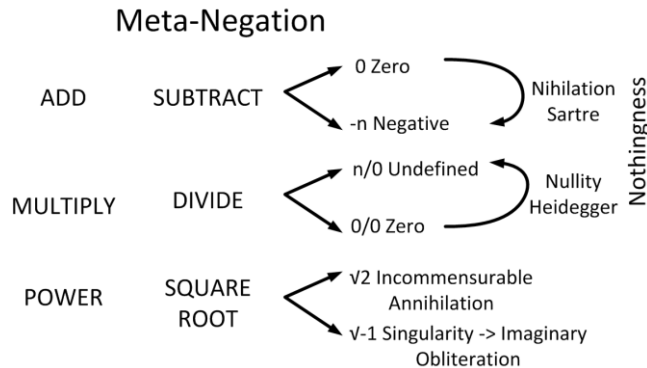 Meta-Negation
ADD
SUBTRACT
0 Zero
-n Negative
Nihilation
Sartre
MULTIPLY
DIVIDE
n/0 Undefined
0/0 Zero
Nullity
Heidegger
Nothingness
POWER
SQUARE
ROOT
√2 Incommensurable
Annihilation
√-1 Singularity -> Imaginary
Obliteration